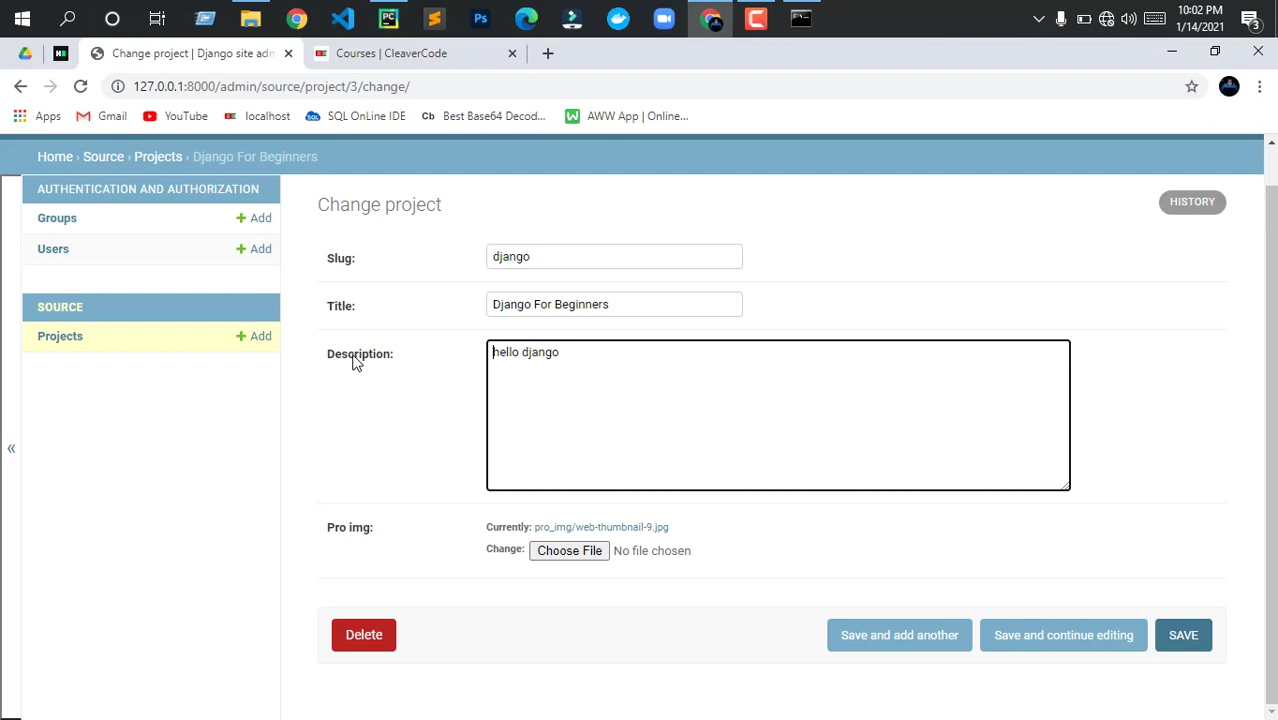 10:02 PM
1/14/2021
3
Change project | Django site adn
Courses | CleaverCode
127.0.0.1:8000/admin/source/project/3/change/
Apps
Gmail
YouTube
localhost
SQL OnLine IDE
Cb Best Base64 Decod...
AWW App | Online...
Home › Source › Projects › Django For Beginners
AUTHENTICATION AND AUTHORIZATION
Groups + Add
Users + Add
SOURCE
Projects + Add
«
Change project
HISTORY
Slug: django
Title: Django For Beginners
Description: hello django
Pro img: Currently: pro_img/web-thumbnail-9.jpg
Change: Choose File No file chosen
Delete
Save and add another
Save and continue editing
SAVE